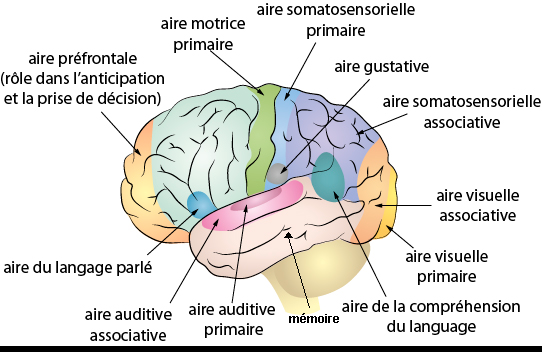 aire somatosensorielle
primaire
aire motrice
primaire
aire préfrontale
(rôle dans l'anticipation
et la prise de décision)
aire gustative
aire somatosensorielle
associative
aire visuelle
associative
aire visuelle
primaire
aire du langage parlé
aire auditive
associative
aire auditive
primaire
mémoire
aire de la compréhension
du language